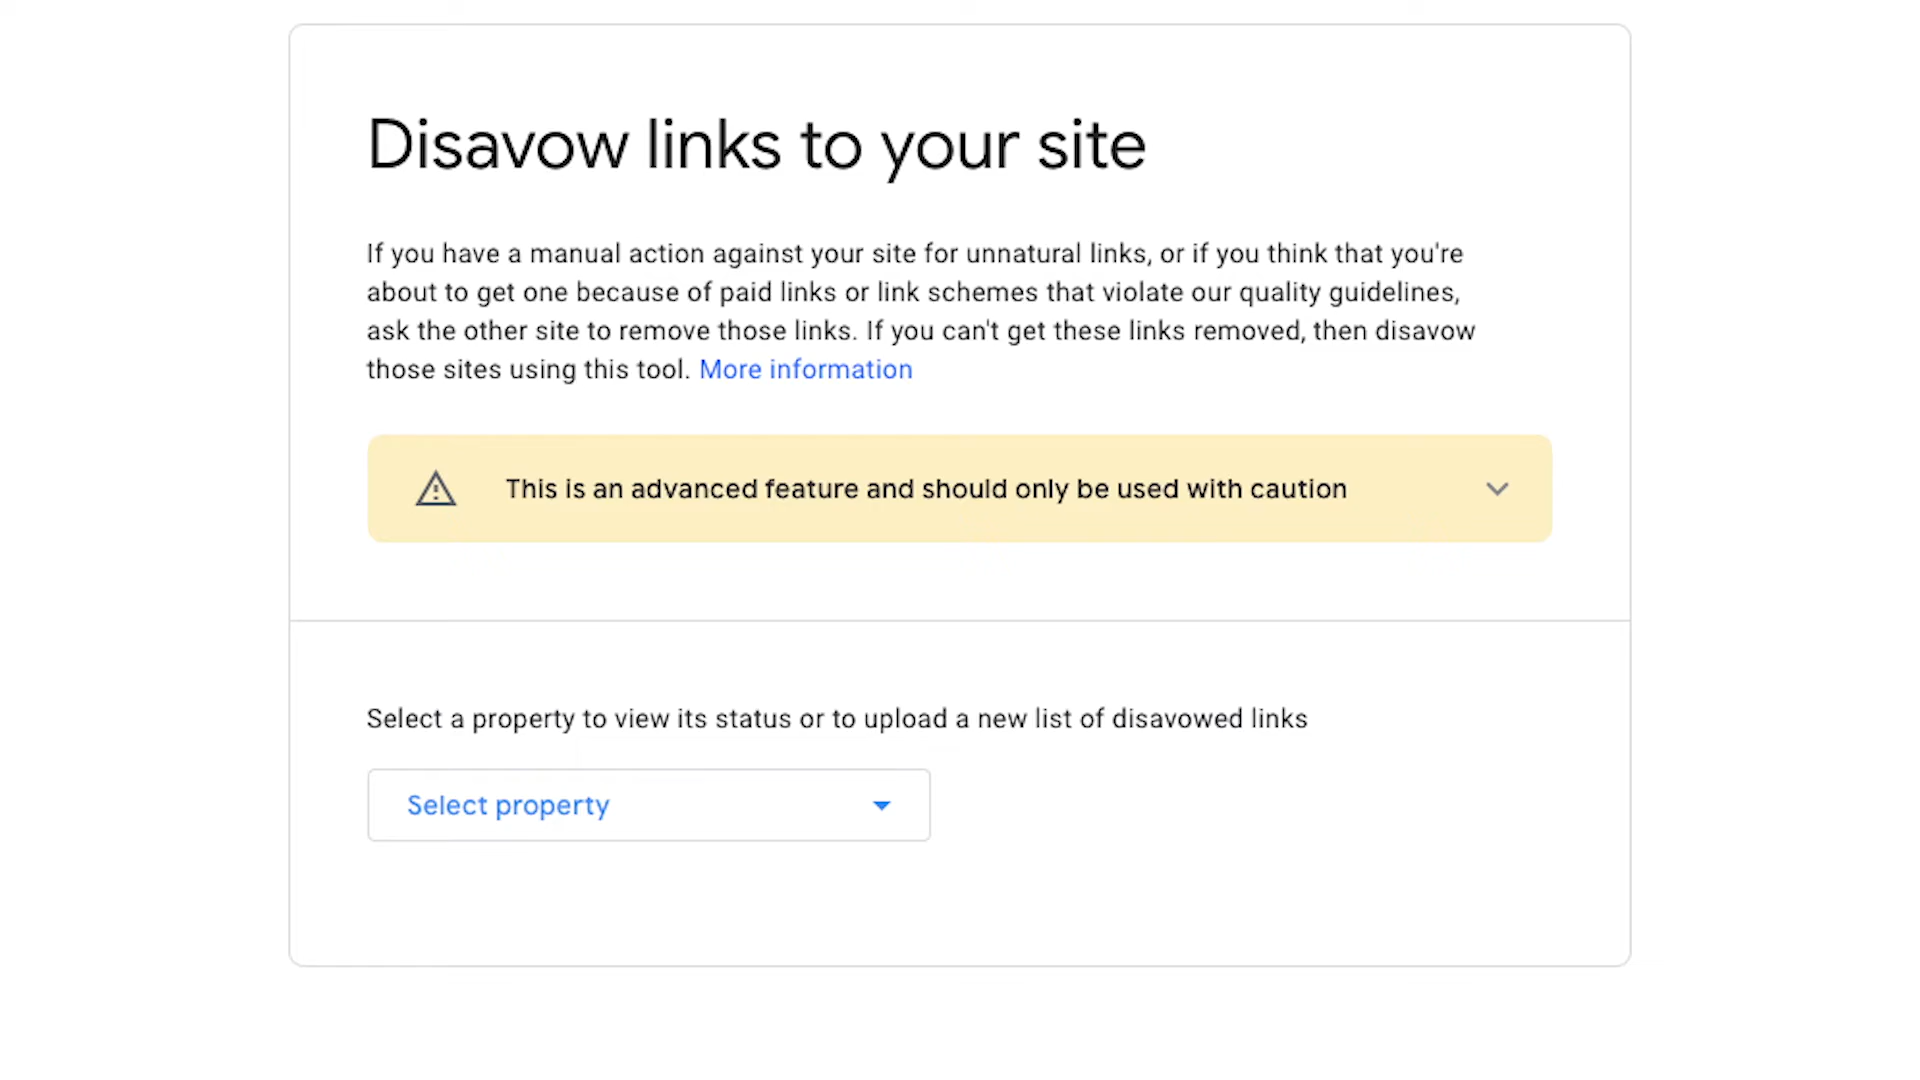 Disavow links to your site
If you have a manual action against your site for unnatural links, or if you think that you're
about to get one because of paid links or link schemes that violate our quality guidelines,
ask the other site to remove those links. If you can't get these links removed, then disavow
those sites using this tool. More information
This is an advanced feature and should only be used with caution
Select a property to view its status or to upload a new list of disavowed links
Select property